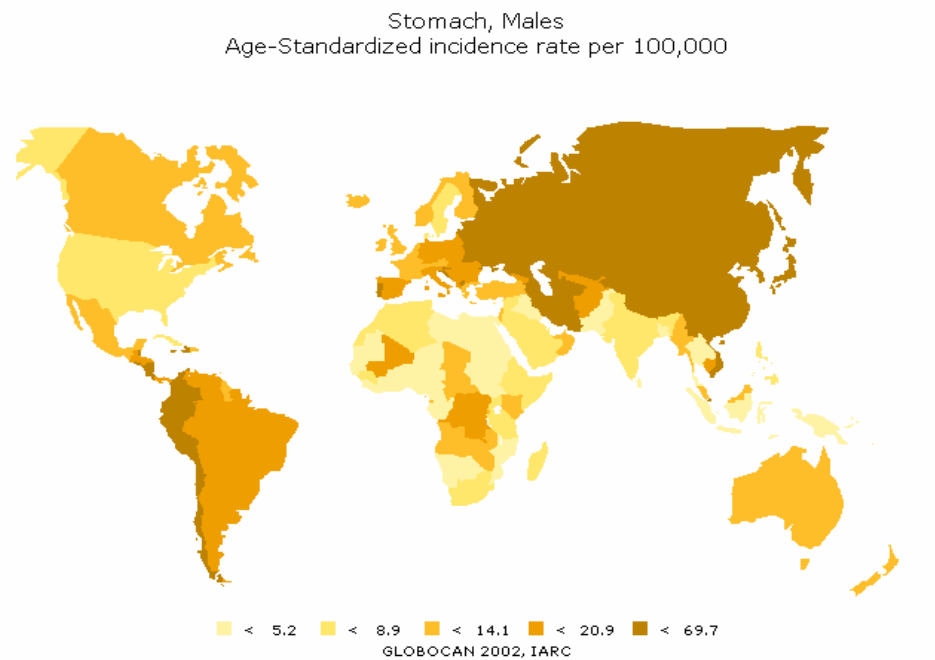 Stomach, Males
Age-Standardized incidence rate per 100,000
< 5.2 < 8.9 < 14.1 < 20.9 < 69.7
GLOBOCAN 2002, IARC